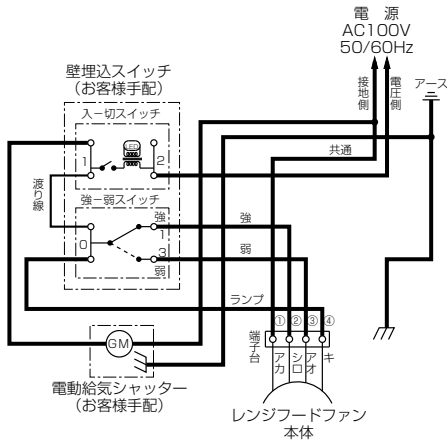 電 源
AC100V
50/60Hz
壁埋込スイッチ
(お客様手配)
接地側
電圧側
アース
入－切スイッチ
LED
1
2
共通
渡り線
強－弱スイッチ
強
1
0
3
弱
強
弱
ランプ
① ② ③ ④
端子台
アカ
シロ
アオ
キ
GM
電動給気シャッター
(お客様手配)
レンジフードファン
本体